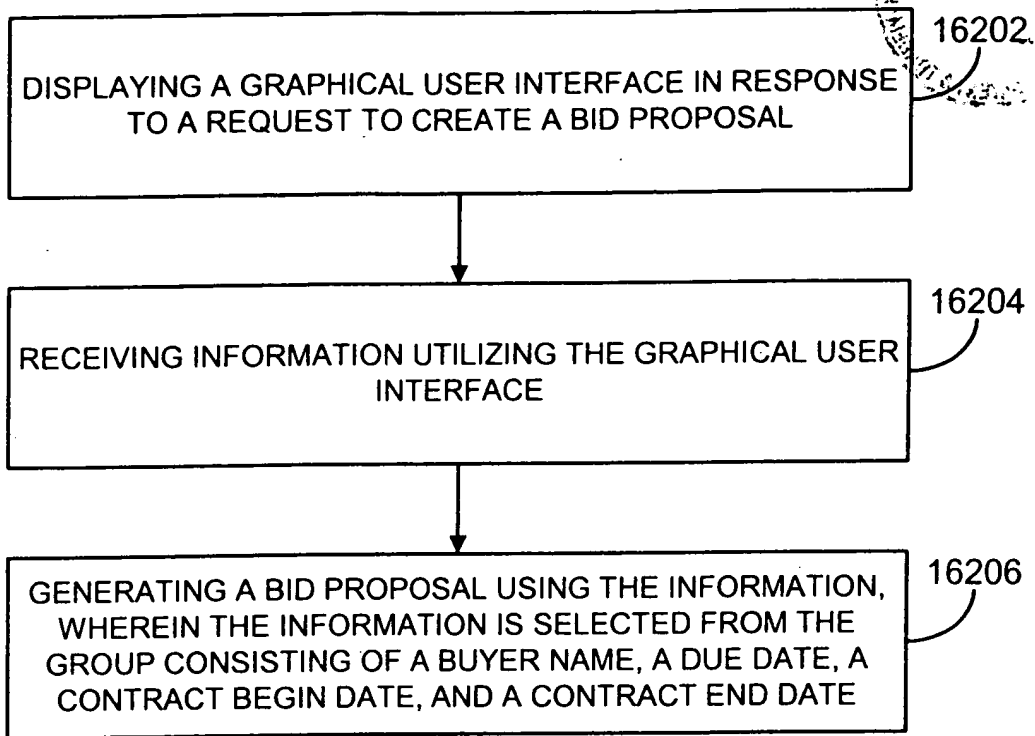 16202
DISPLAYING A GRAPHICAL USER INTERFACE IN RESPONSE
TO A REQUEST TO CREATE A BID PROPOSAL
16204
RECEIVING INFORMATION UTILIZING THE GRAPHICAL USER
INTERFACE
16206
GENERATING A BID PROPOSAL USING THE INFORMATION,
WHEREIN THE INFORMATION IS SELECTED FROM THE
GROUP CONSISTING OF A BUYER NAME, A DUE DATE, A
CONTRACT BEGIN DATE, AND A CONTRACT END DATE